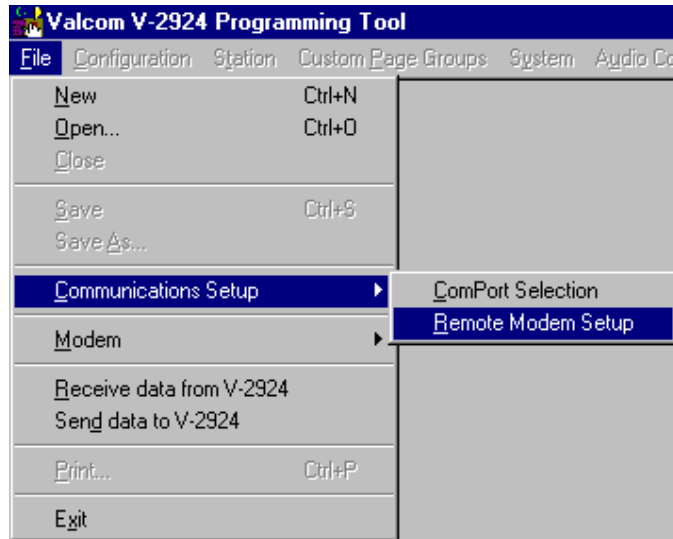 Valcom V-2924 Programming Tool
File Configuration Station Custom Page Groups System Audio Co
New Ctrl+N
Open... Ctrl+O
Close
Save Ctrl+S
Save As...
Communications Setup
ComPort Selection
Remote Modem Setup
Modem
Receive data from V-2924
Send data to V-2924
Print... Ctrl+P
Exit